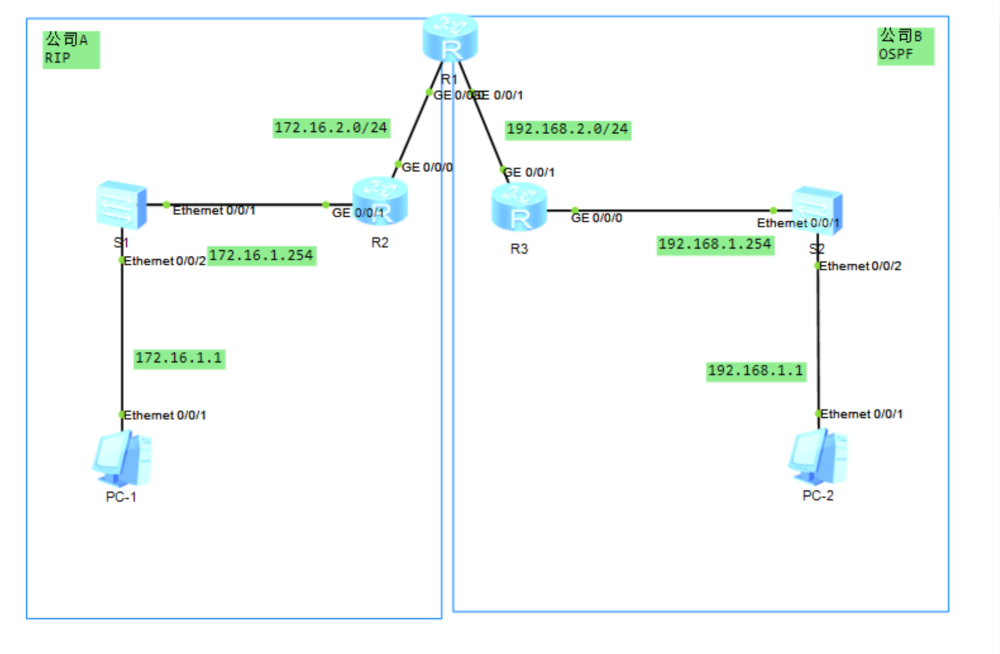 公司A
RIP
公司B
OSPF
R
R1
GE 0/0/1
172.16.2.0/24
192.168.2.0/24
GE 0/0/0
GE 0/0/1
Ethernet 0/0/1
GE 0/0/1
R
R2
S1
R
R3
GE 0/0/0
Ethernet 0/0/1
S2
Ethernet 0/0/2
172.16.1.254
192.168.1.254
Ethernet 0/0/2
172.16.1.1
192.168.1.1
Ethernet 0/0/1
Ethernet 0/0/1
PC-1
PC-2